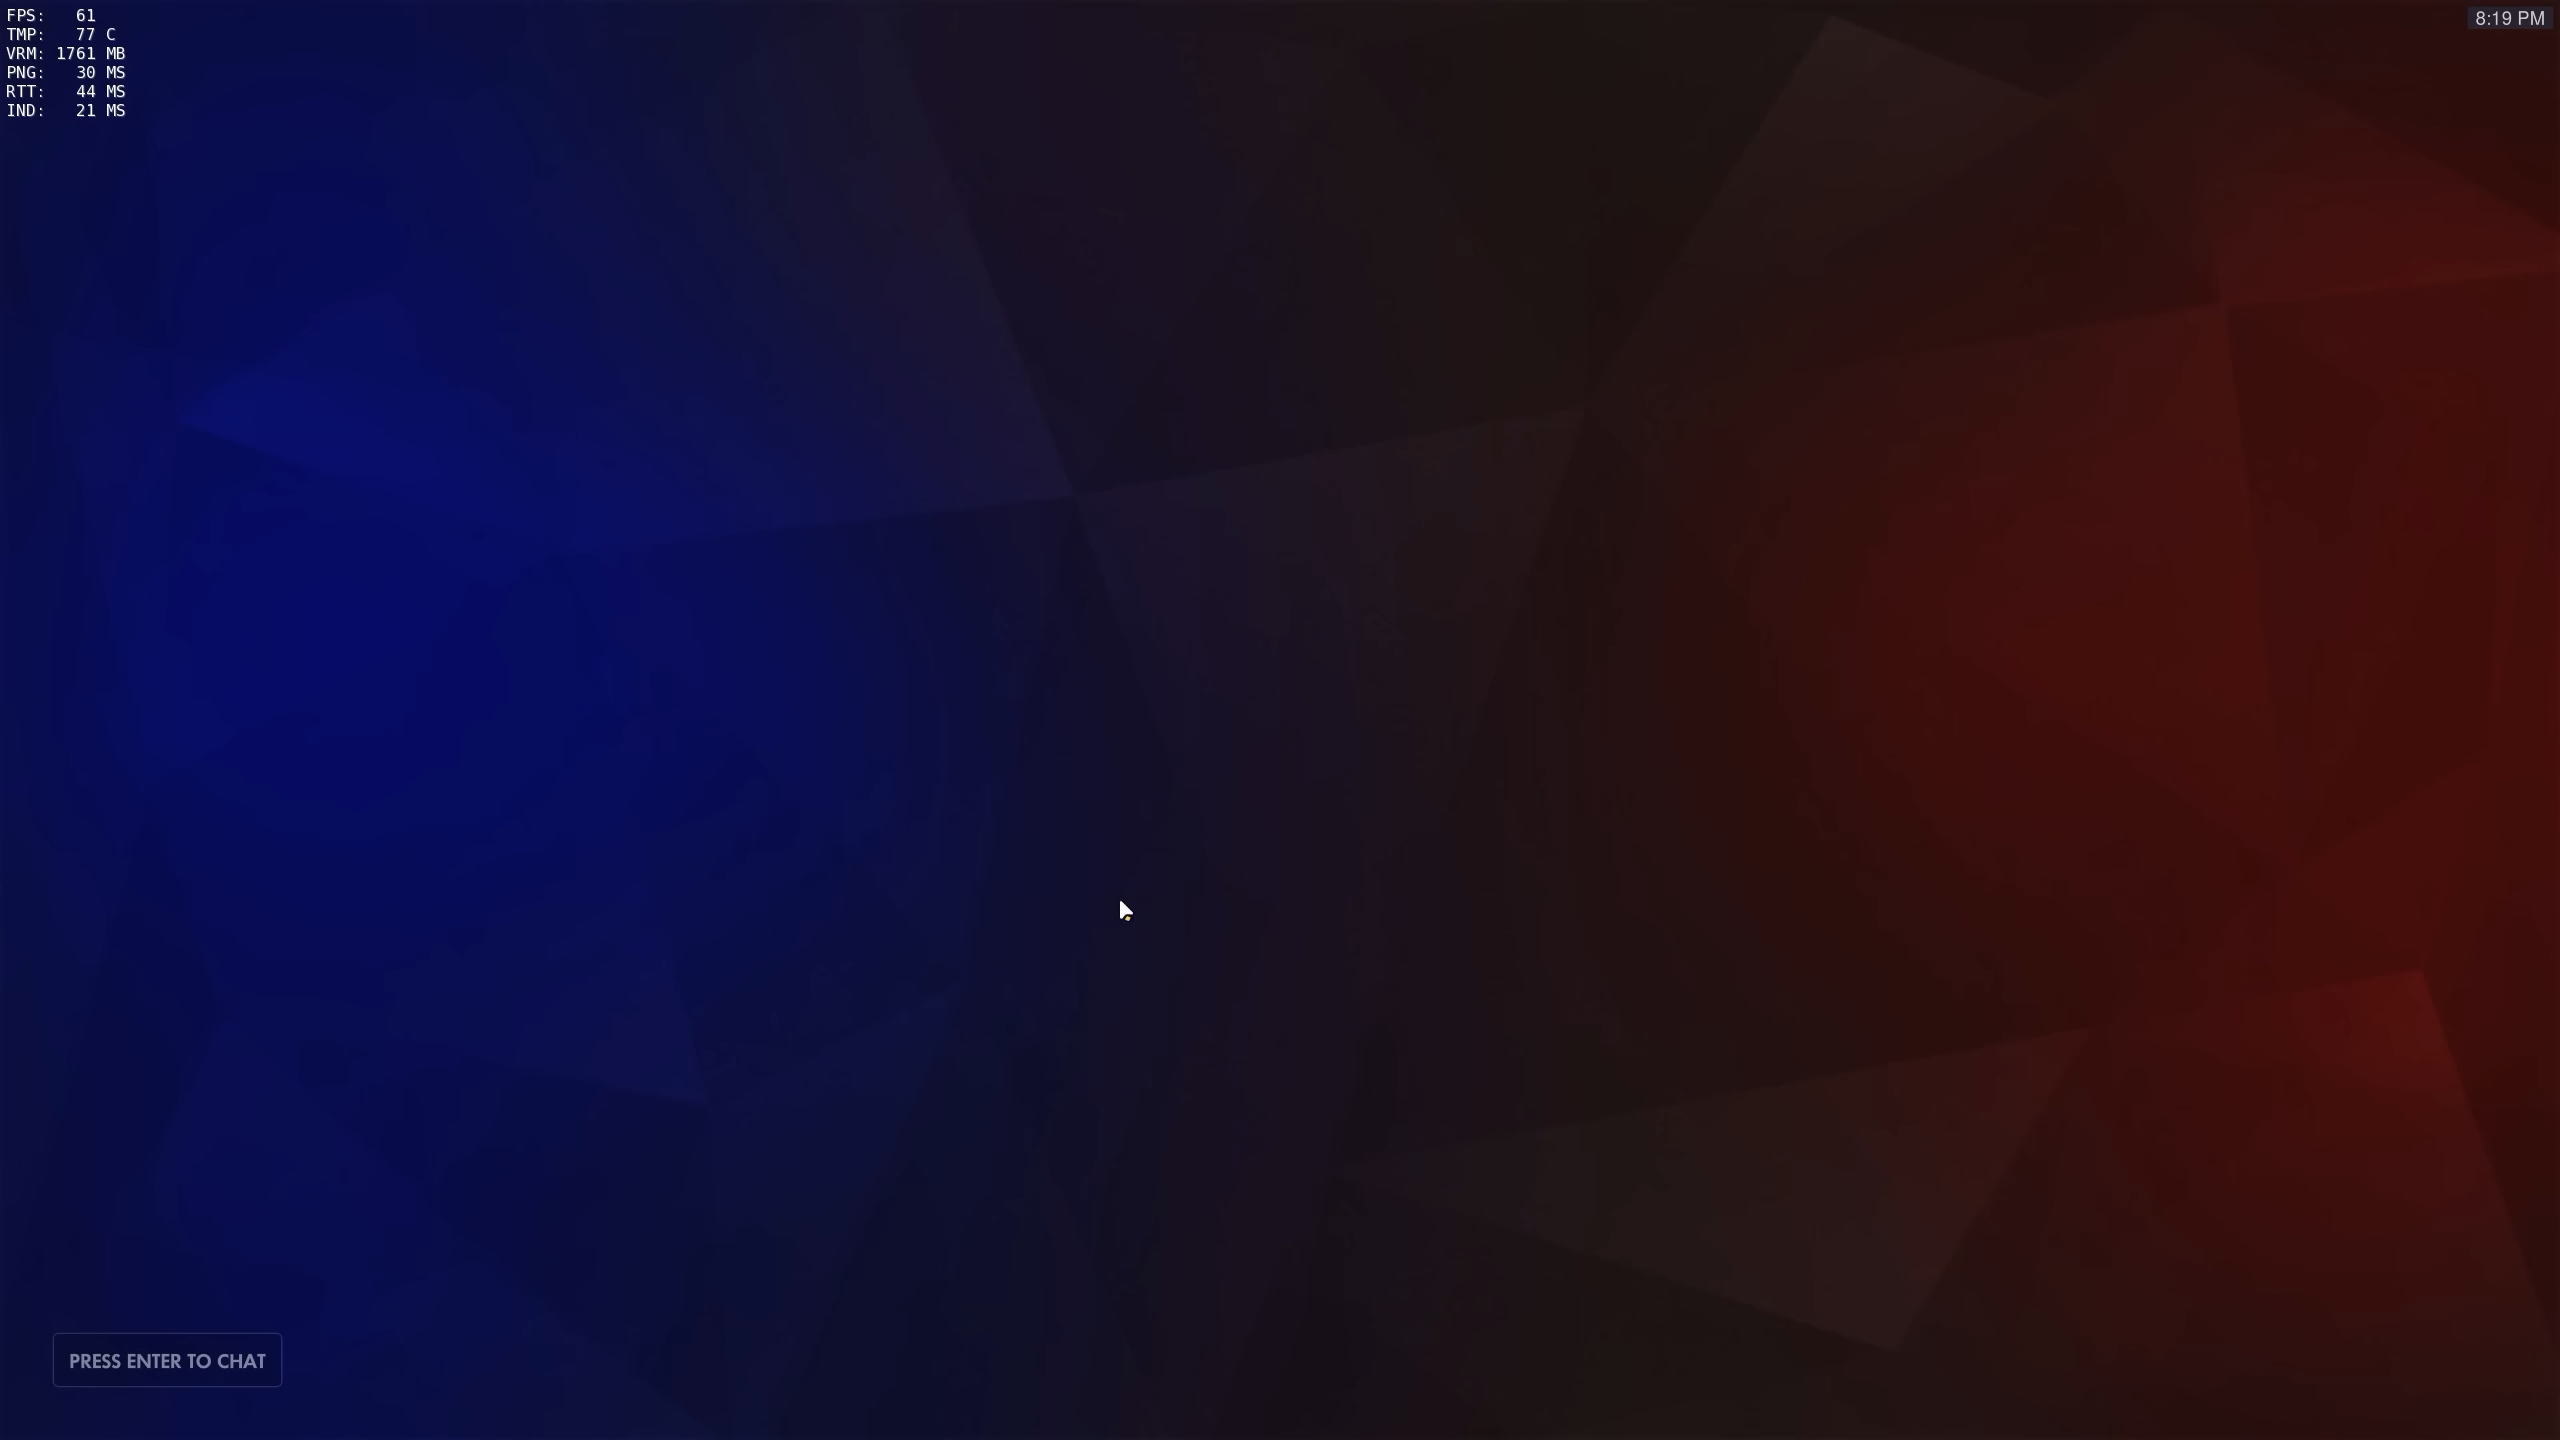 FPS: 61
TMP: 77 C
VRM: 1761 MB
PNG: 30 MS
RTT: 44 MS
IND: 21 MS
8:19 PM
PRESS ENTER TO CHAT